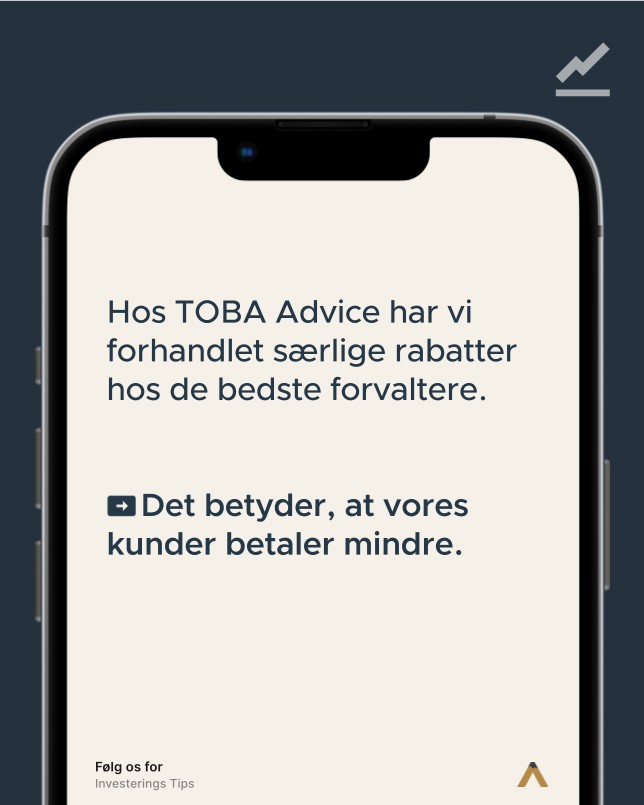 Hos TOBA Advice har vi
forhandlet særlige rabatter
hos de bedste forvaltere.
➡Det betyder, at vores
kunder betaler mindre.
Følg os for
Investerings Tips